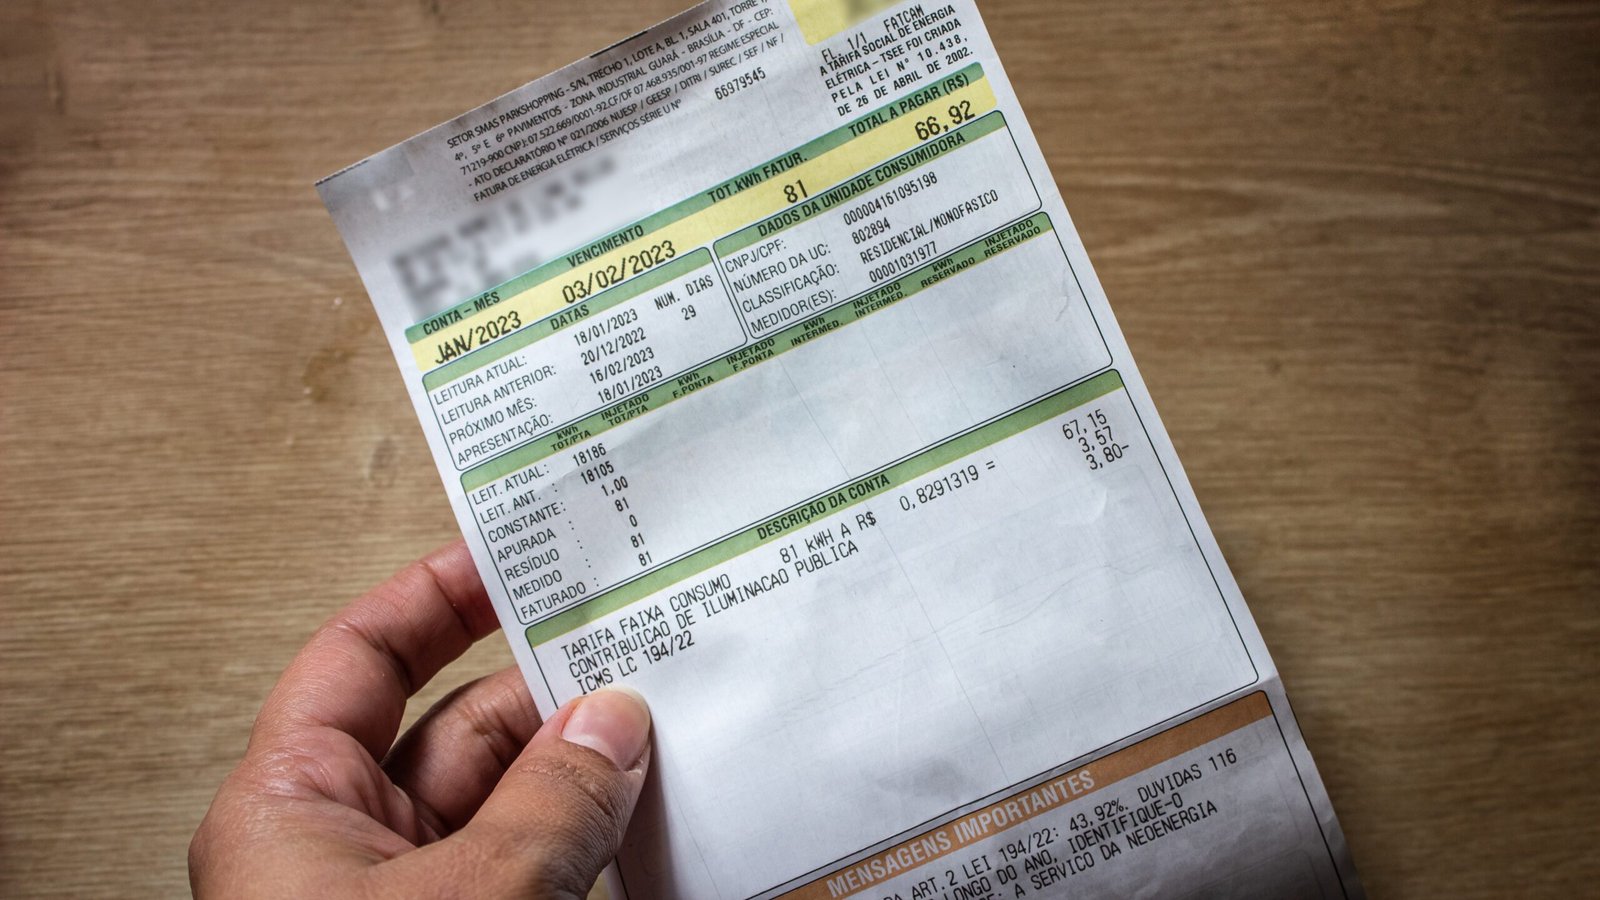 SETOR SMAS PARKSHOPPING - S/N, TRECHO 1, LOTE A, BL 1, SALA 401, TORRE
4º, 5º E 6º PAVIMENTOS - ZONA INDUSTRIAL GUARÁ - BRASÍLIA - DF - CEP:
71219-900 CNPJ: 07.522.669/0001-92.CF/DF 07.468.935/001-97 REGIME ESPECIAL
- ATO DECLARATÓRIO Nº 021/2006 NUESP / GEESP / DITRI / SUREC / SEF / NF /
FATURA DE ENERGIA ELÉTRICA / SERVIÇOS SÉRIE U Nº 66979545
FL. 1/1 FATCAM
A TARIFA SOCIAL DE ENERGIA
ELÉTRICA - TSEE FOI CRIADA
PELA LEI Nº 10.438,
DE 26 DE ABRIL DE 2002.
CONTA - MÊS VENCIMENTO TOT.kWh FATUR. TOTAL A PAGAR (R$)
JAN/2023 03/02/2023 81 66,92
DATAS
NUM. DIAS
LEITURA ATUAL: 18/01/2023 29
LEITURA ANTERIOR: 20/12/2022
PRÓXIMO MÊS: 16/02/2023
APRESENTAÇÃO: 18/01/2023
DADOS DA UNIDADE CONSUMIDORA
CNPJ/CPF: 000004161095198
NÚMERO DA UC: 802894
CLASSIFICAÇÃO: RESIDENCIAL/MONOFASICO
MEDIDOR(ES): 00001031977
kWh TOT/PTA INJETADO TOT/PTA kWh F.PONTA INJETADO F.PONTA kWh INTERMED. INJETADO INTERMED. kWh RESERVADO INJETADO RESERVADO
LEIT. ATUAL: 18186
LEIT. ANT. : 18105
CONSTANTE: 1,00
APURADA : 81
RESÍDUO : 0
MEDIDO : 81
FATURADO : 81
DESCRIÇÃO DA CONTA
TARIFA FAIXA CONSUMO 81 kWH A R$ 0,8291319 = 67,15
CONTRIBUICAO DE ILUMINACAO PUBLICA 3,57
ICMS LC 194/22 3,80-
MENSAGENS IMPORTANTES
DA ART.2 LEI 194/22: 43,92%. DUVIDAS 116
LONGO DO ANO, IDENTIFIQUE-O
A SERVICO DA NEOENERGIA